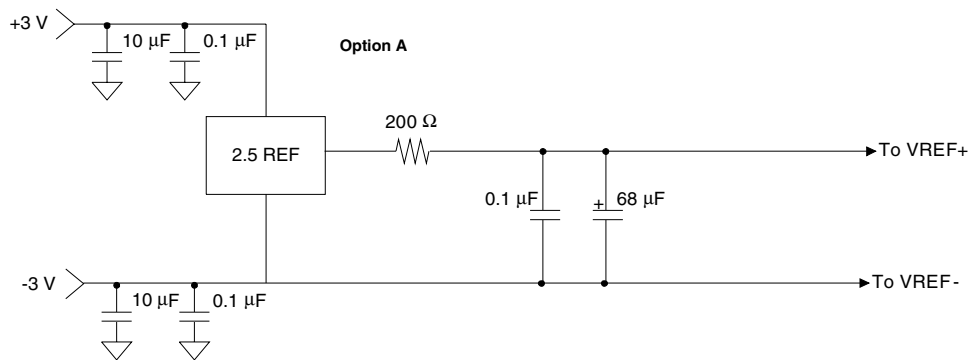 +3 V
10 μF
0.1 μF
Option A
200 Ω
2.5 REF
To VREF+
0.1 μF
+
68 μF
-3 V
To VREF-
10 μF
0.1 μF